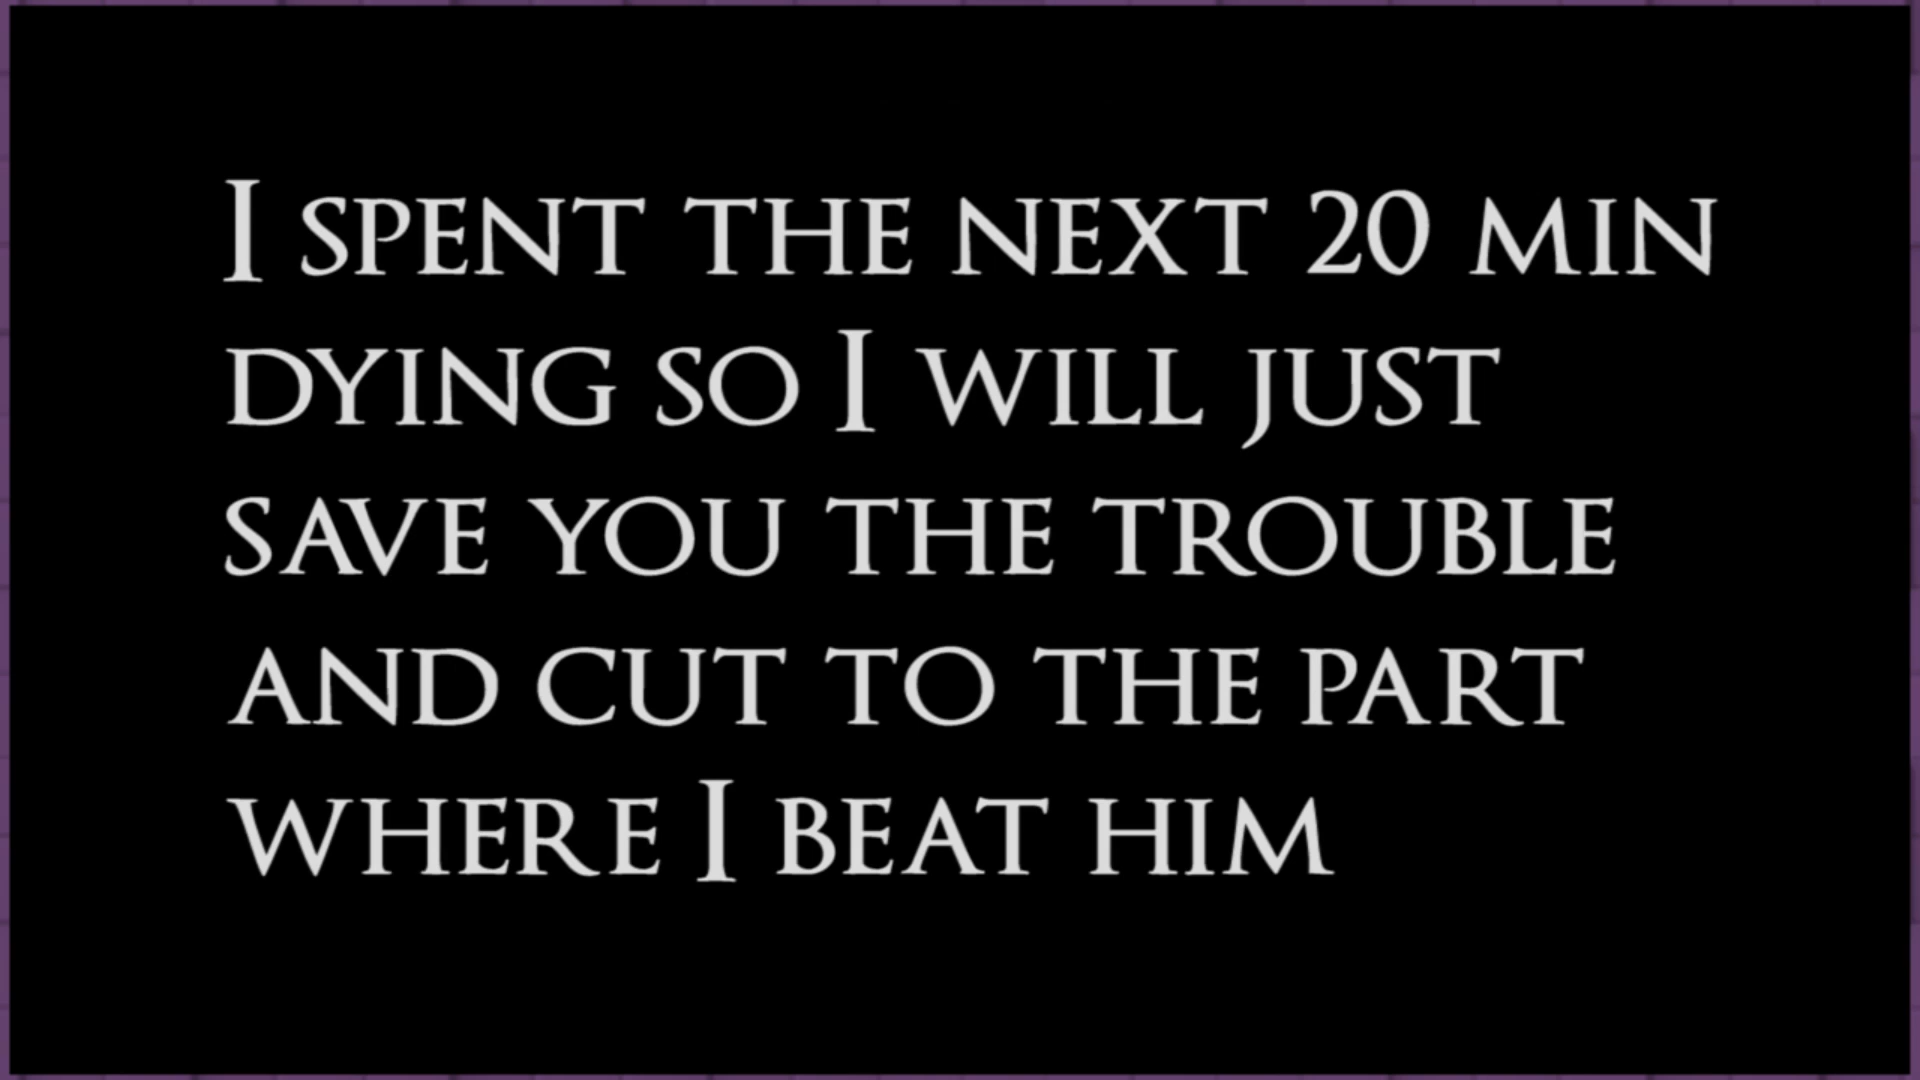 I SPENT THE NEXT 20 MIN
DYING SO I WILL JUST
SAVE YOU THE TROUBLE
AND CUT TO THE PART
WHERE I BEAT HIM